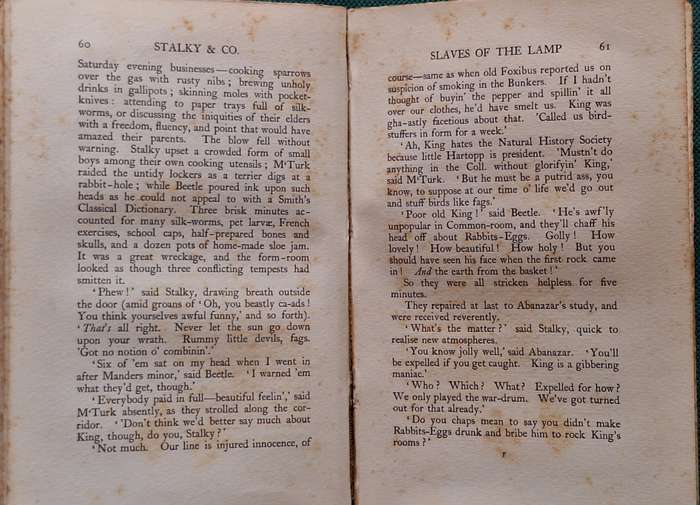 60
STALKY & CO.
Saturday evening businesses—cooking sparrows
over the gas with rusty nibs; brewing unholy
drinks in gallipots; skinning moles with pocket-
knives: attending to paper trays full of silk-
worms, or discussing the iniquities of their elders
with a freedom, fluency, and point that would have
amazed their parents. The blow fell without
warning. Stalky upset a crowded form of small
boys among their own cooking utensils; M‘Turk
raided the untidy lockers as a terrier digs at a
rabbit-hole; while Beetle poured ink upon such
heads as he could not appeal to with a Smith's
Classical Dictionary. Three brisk minutes ac-
counted for many silk-worms, pet larvæ, French
exercises, school caps, half-prepared bones and
skulls, and a dozen pots of home-made sloe jam.
It was a great wreckage, and the form-room
looked as though three conflicting tempests had
smitten it.
‘Phew!’ said Stalky, drawing breath outside
the door (amid groans of ‘Oh, you beastly ca-ads!
You think yourselves awful funny,’ and so forth).
‘That's all right. Never let the sun go down
upon your wrath. Rummy little devils, fags.
'Got no notion o' combinin'.’
‘Six of 'em sat on my head when I went in
after Manders minor,’ said Beetle. ‘I warned 'em
what they'd get, though.’
‘Everybody paid in full—beautiful feelin',’ said
M‘Turk absently, as they strolled along the cor-
ridor. ‘'Don't think we'd better say much about
King, though, do you, Stalky?’
‘Not much. Our line is injured innocence, of
SLAVES OF THE LAMP
61
course—same as when old Foxibus reported us on
suspicion of smoking in the Bunkers. If I hadn't
thought of buyin' the pepper and spillin' it all
over our clothes, he'd have smelt us. King was
gha-astly facetious about that. 'Called us bird-
stuffers in form for a week.’
‘Ah, King hates the Natural History Society
because little Hartopp is president. 'Mustn't do
anything in the Coll. without glorifyin' King,’
said M‘Turk. ‘But he must be a putrid ass, you
know, to suppose at our time o' life we'd go out
and stuff birds like fags.’
‘Poor old King!’ said Beetle. ‘He's awf'ly
unpopular in Common-room, and they'll chaff his
head off about Rabbits-Eggs. Golly! How
lovely! How beautiful! How holy! But you
should have seen his face when the first rock came
in! And the earth from the basket!’
So they were all stricken helpless for five
minutes.
They repaired at last to Abanazar's study, and
were received reverently.
‘What's the matter?’ said Stalky, quick to
realise new atmospheres.
‘You know jolly well,’ said Abanazar. ‘You'll
be expelled if you get caught. King is a gibbering
maniac.’
‘Who? Which? What? Expelled for how?
We only played the war-drum. We've got turned
out for that already.’
‘Do you chaps mean to say you didn't make
Rabbits-Eggs drunk and bribe him to rock King's
rooms?’
F